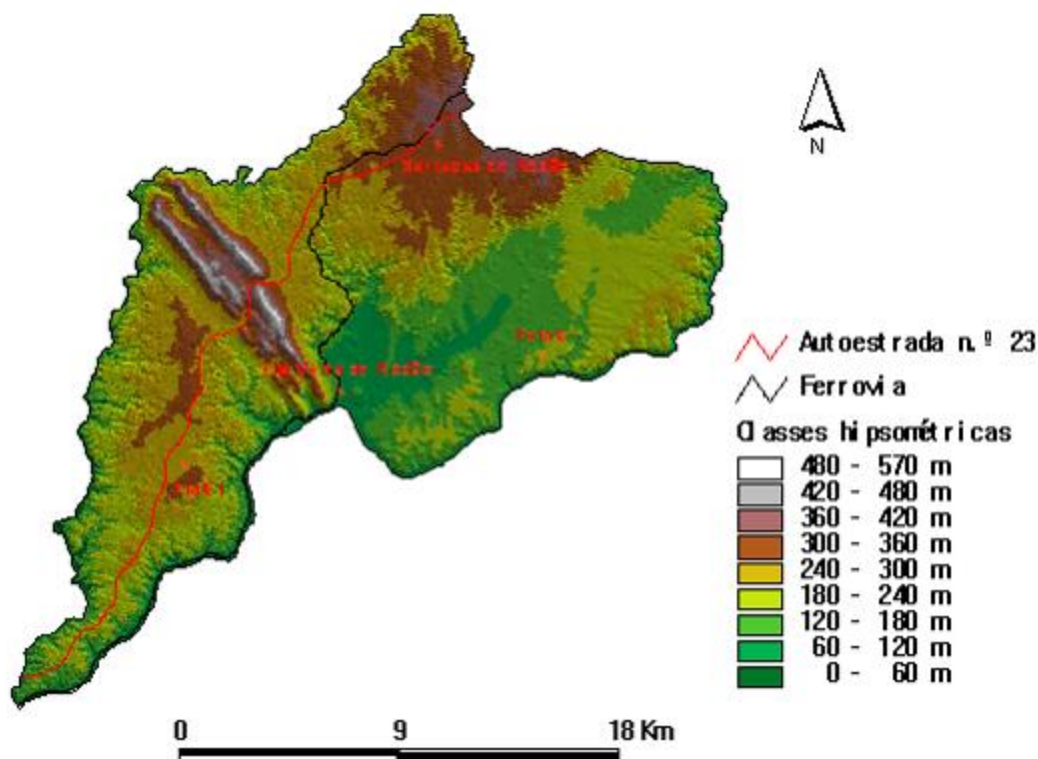 N
Autoestrada n.º 23
Ferrovia
Classes hipsométricas
480 - 570 m
420 - 480 m
360 - 420 m
300 - 360 m
240 - 300 m
180 - 240 m
120 - 180 m
60 - 120 m
0 - 60 m
0 9 18 Km